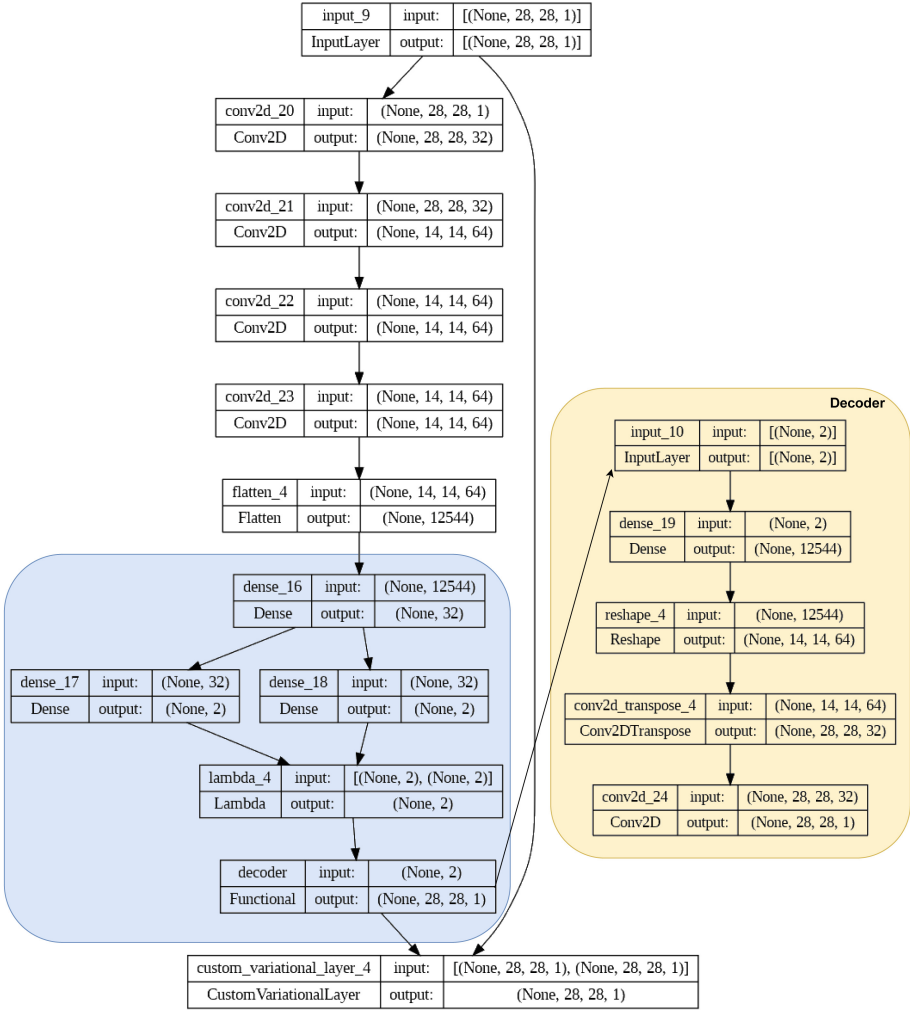 input_9 input: [(None, 28, 28, 1)]
InputLayer output: [(None, 28, 28, 1)]
conv2d_20 input: (None, 28, 28, 1)
Conv2D output: (None, 28, 28, 32)
conv2d_21 input: (None, 28, 28, 32)
Conv2D output: (None, 14, 14, 64)
conv2d_22 input: (None, 14, 14, 64)
Conv2D output: (None, 14, 14, 64)
conv2d_23 input: (None, 14, 14, 64)
Conv2D output: (None, 14, 14, 64)
flatten_4 input: (None, 14, 14, 64)
Flatten output: (None, 12544)
dense_16 input: (None, 12544)
Dense output: (None, 32)
dense_17 input: (None, 32)
Dense output: (None, 2)
dense_18 input: (None, 32)
Dense output: (None, 2)
lambda_4 input: [(None, 2), (None, 2)]
Lambda output: (None, 2)
decoder input: (None, 2)
Functional output: (None, 28, 28, 1)
custom_variational_layer_4 input: [(None, 28, 28, 1), (None, 28, 28, 1)]
CustomVariationalLayer output: (None, 28, 28, 1)
Decoder
input_10 input: [(None, 2)]
InputLayer output: [(None, 2)]
dense_19 input: (None, 2)
Dense output: (None, 12544)
reshape_4 input: (None, 12544)
Reshape output: (None, 14, 14, 64)
conv2d_transpose_4 input: (None, 14, 14, 64)
Conv2DTranspose output: (None, 28, 28, 32)
conv2d_24 input: (None, 28, 28, 32)
Conv2D output: (None, 28, 28, 1)